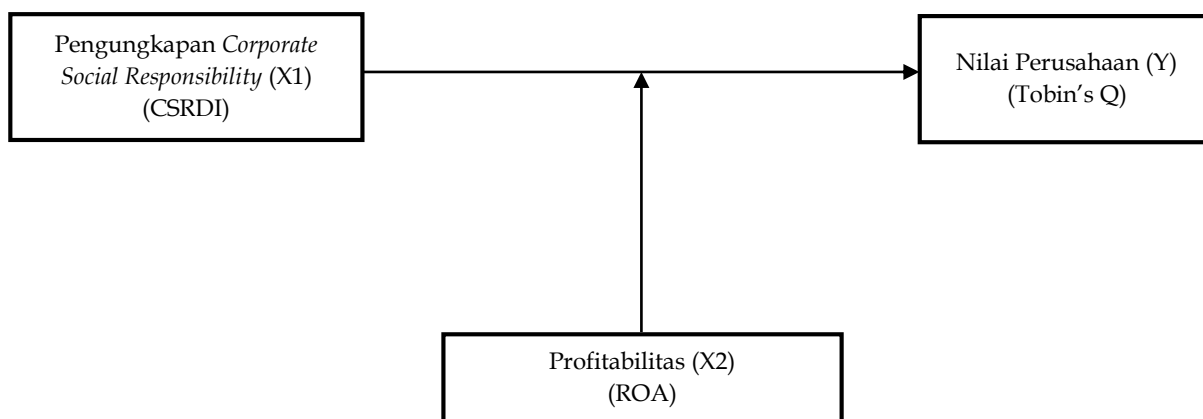 Pengungkapan Corporate
Social Responsibility (X1)
(CSRDI)
Nilai Perusahaan (Y)
(Tobin’s Q)
Profitabilitas (X2)
(ROA)